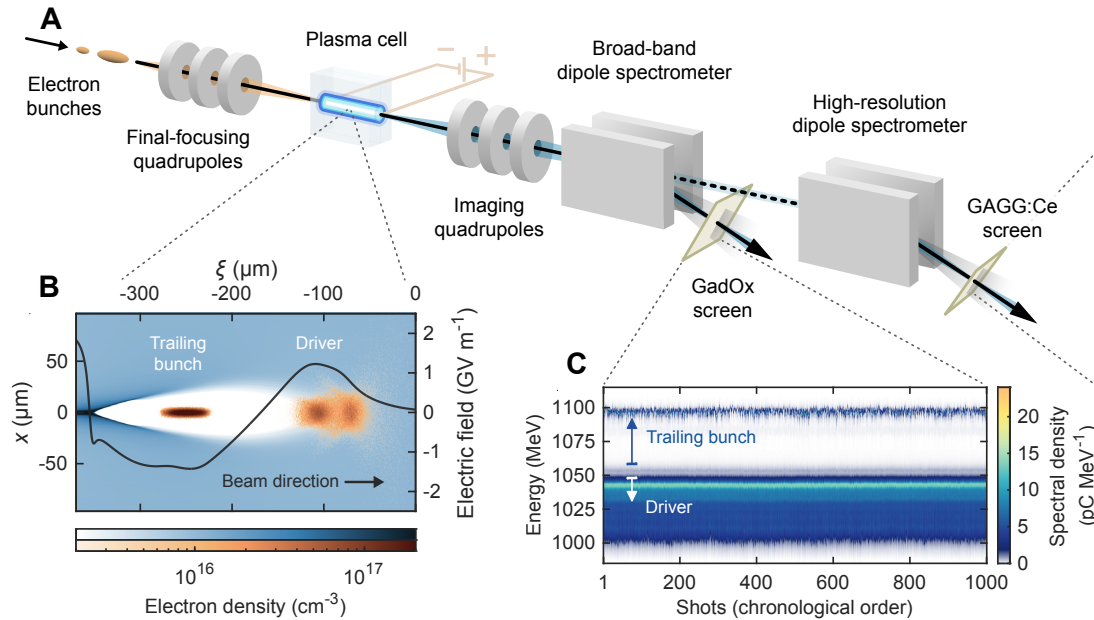 A
Electron
bunches
Final-focusing
quadrupoles
Plasma cell
− +
Imaging
quadrupoles
Broad-band
dipole spectrometer
High-resolution
dipole spectrometer
GadOx
screen
GAGG:Ce
screen
B
ξ (μm)
-300 -200 -100 0
x (μm)
50
0
-50
Trailing
bunch
Driver
Beam direction
2
1
0
-1
-2
Electric field (GV m⁻¹)
10¹⁶ 10¹⁷
Electron density (cm⁻³)
C
Energy (MeV)
1100
1075
1050
1025
1000
Trailing bunch
Driver
1 200 400 600 800 1000
Shots (chronological order)
20
15
10
5
0
Spectral density
(pC MeV⁻¹)